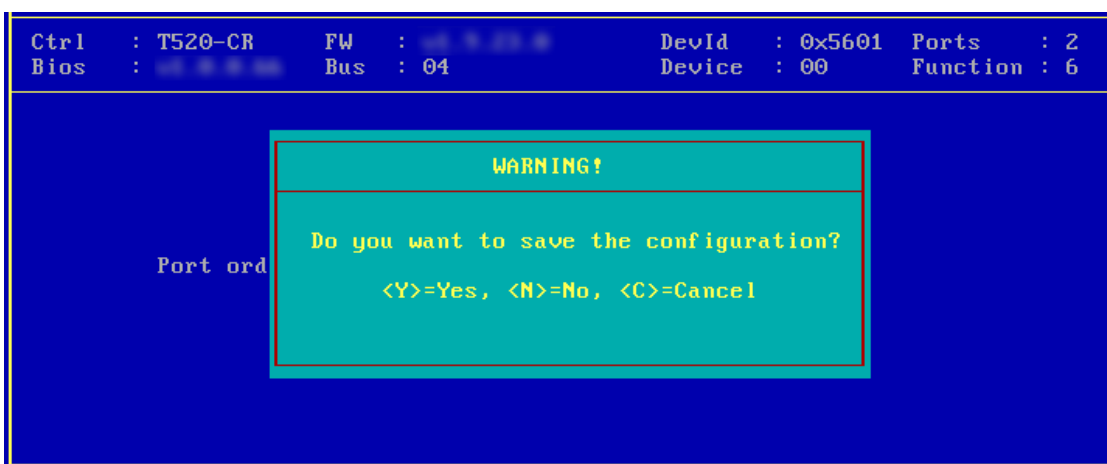 Ctrl : T520-CR FW : DevId : 0x5601 Ports : 2
Bios : Bus : 04 Device : 00 Function : 6
WARNING!
Do you want to save the configuration?
Port ord
<Y>=Yes, <N>=No, <C>=Cancel